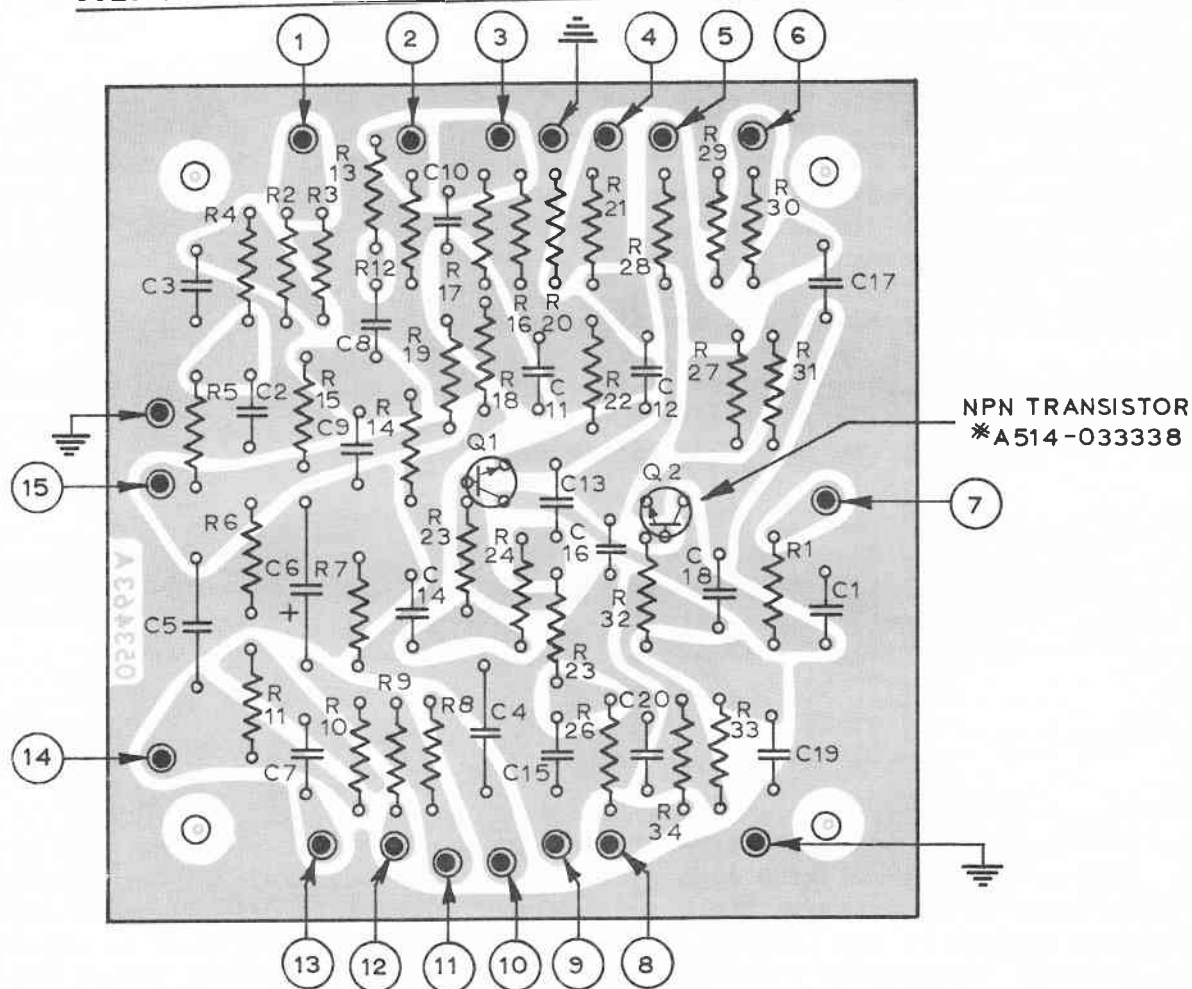 1 2 3 4 5 6
R 13
C10
R 29
R 21
R 30
R4 R2 R3
C3
R12
R 17
R 28
C17
C8
R 19
R 16
R 20
R 18
C 11
R 22
C 12
R 27
R 31
R5 C2
R 15
C9
R 14
NPN TRANSISTOR
*A514-033338
Q1
C13
Q2
15
7
R6
C6
R7
R 23
R 24
C 16
C 18
R1
C1
C 14
R 32
C5
+
053463 A
R 23
R 11
R 10
R9
R8
C4
R 26
C20
R 33
C7
C15
C19
R 34
14
13 12 11 10 9 8